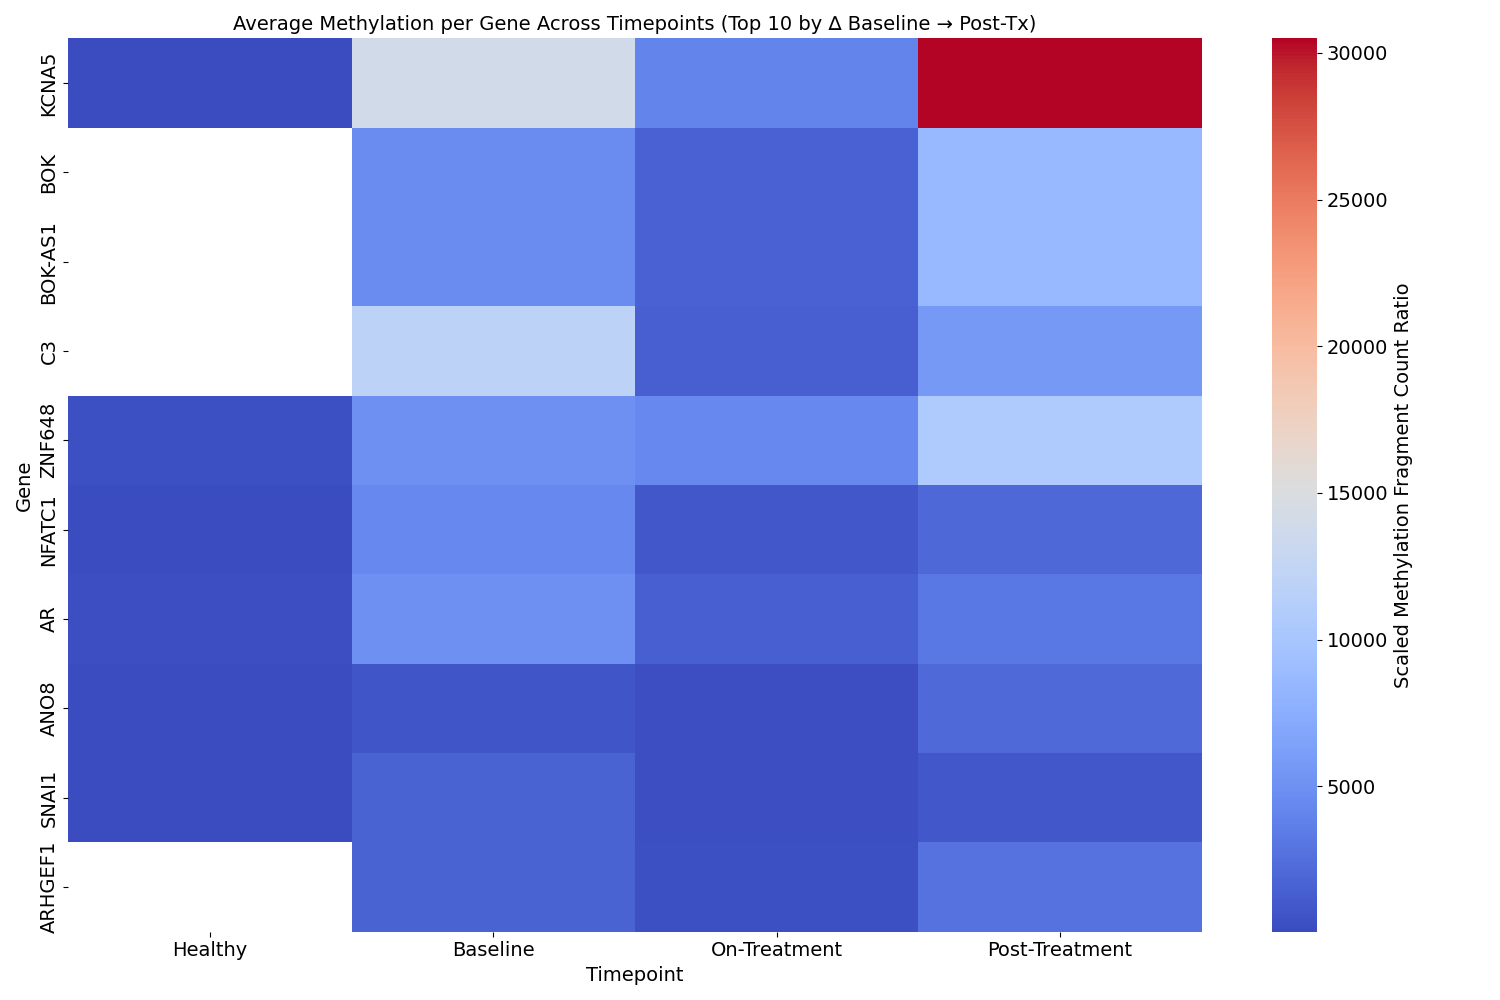 Average Methylation per Gene Across Timepoints (Top 10 by Δ Baseline → Post-Tx)
Gene
KCNA5
BOK
BOK-AS1
C3
ZNF648
NFATC1
AR
ANO8
SNAI1
ARHGEF1
Healthy
Baseline
On-Treatment
Post-Treatment
Timepoint
30000
25000
20000
15000
10000
5000
Scaled Methylation Fragment Count Ratio